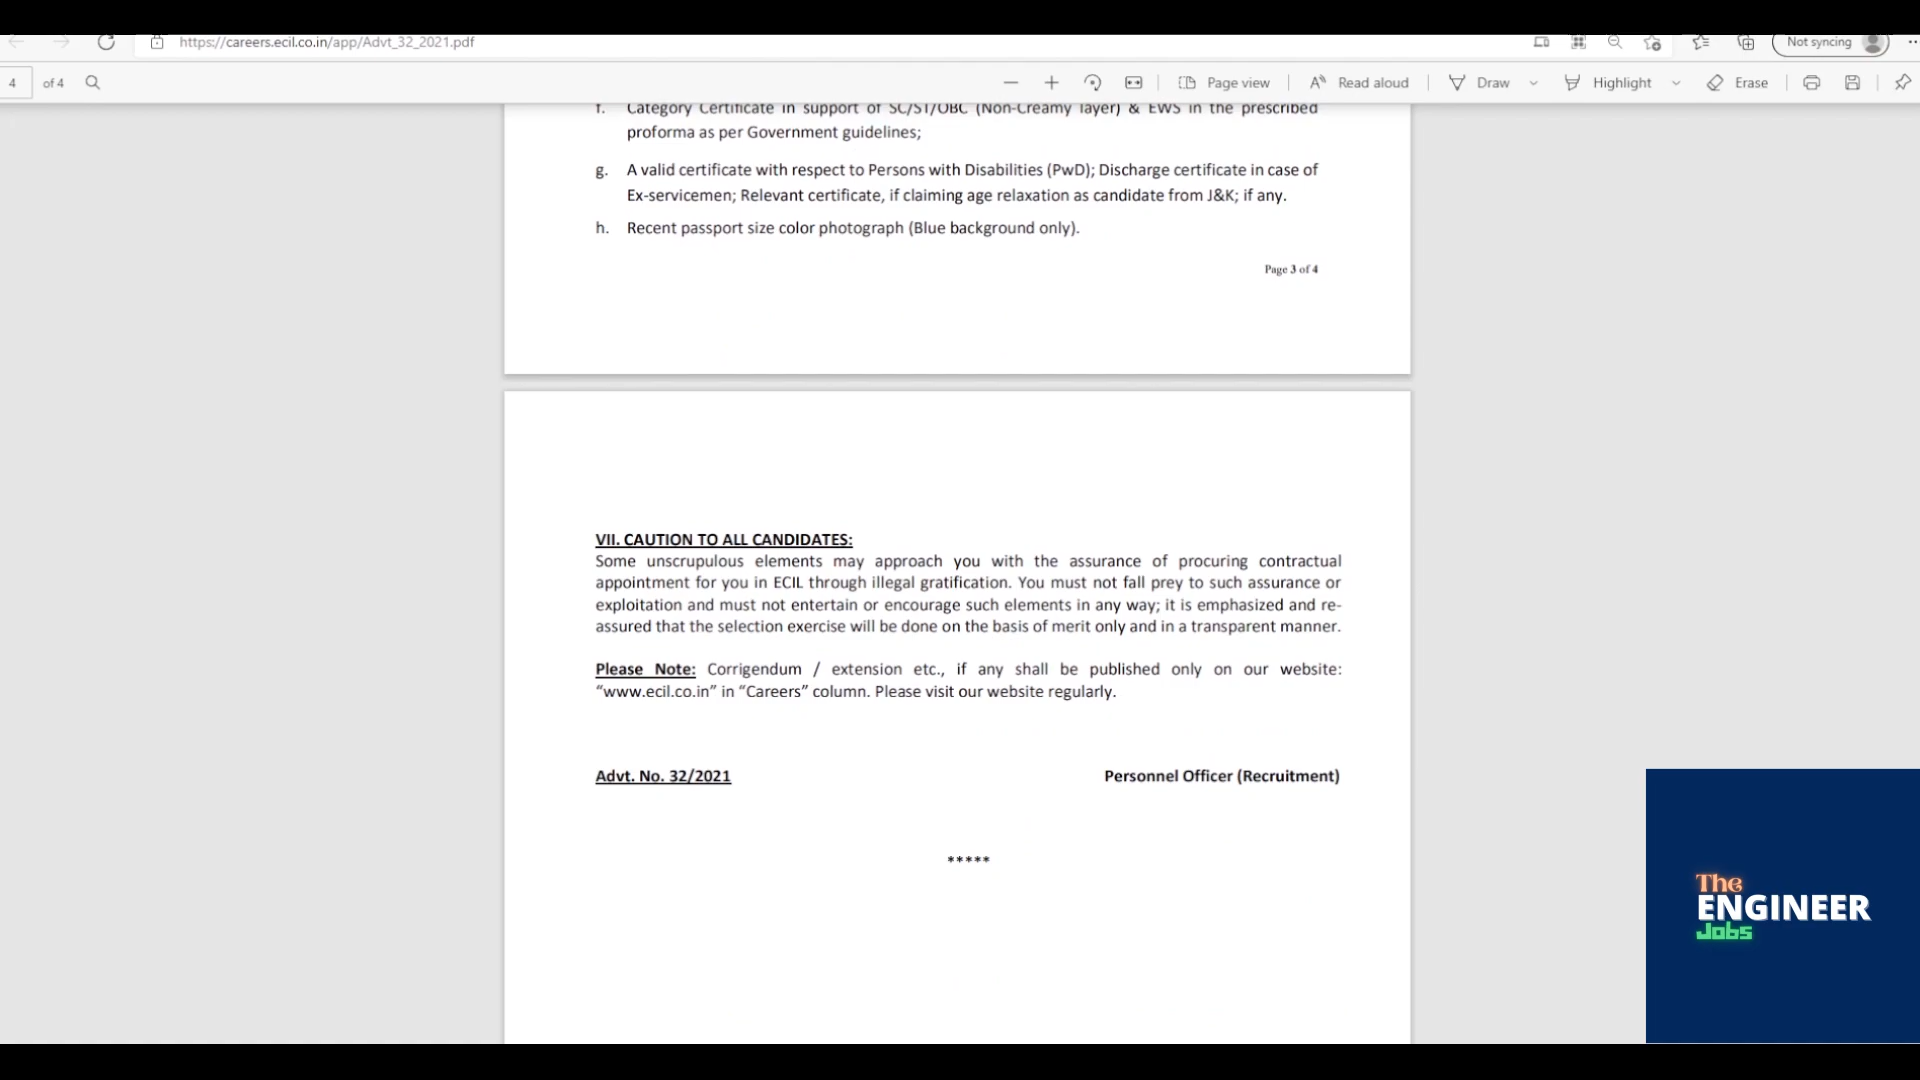 https://careers.ecil.co.in/app/Advt_32_2021.pdf
Not syncing
4 of 4
Page view
Read aloud
Draw
Highlight
Erase
f. Category Certificate in support of SC/ST/OBC (Non-Creamy layer) & EWS in the prescribed
proforma as per Government guidelines;
g. A valid certificate with respect to Persons with Disabilities (PwD); Discharge certificate in case of
Ex-servicemen; Relevant certificate, if claiming age relaxation as candidate from J&K; if any.
h. Recent passport size color photograph (Blue background only).
Page 3 of 4
VII. CAUTION TO ALL CANDIDATES:
Some unscrupulous elements may approach you with the assurance of procuring contractual
appointment for you in ECIL through illegal gratification. You must not fall prey to such assurance or
exploitation and must not entertain or encourage such elements in any way; it is emphasized and re-
assured that the selection exercise will be done on the basis of merit only and in a transparent manner.
Please Note: Corrigendum / extension etc., if any shall be published only on our website:
“www.ecil.co.in” in “Careers” column. Please visit our website regularly.
Advt. No. 32/2021
Personnel Officer (Recruitment)
*****
The
ENGINEER
Jobs